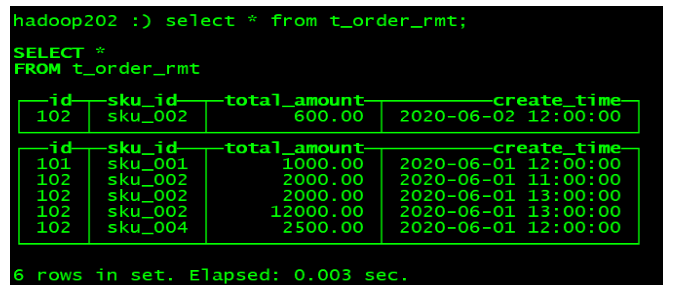 hadoop202 :) select * from t_order_rmt;
SELECT *
FROM t_order_rmt
id sku_id total_amount create_time
102 sku_002 600.00 2020-06-02 12:00:00
id sku_id total_amount create_time
101 sku_001 1000.00 2020-06-01 12:00:00
102 sku_002 2000.00 2020-06-01 11:00:00
102 sku_002 2000.00 2020-06-01 13:00:00
102 sku_002 12000.00 2020-06-01 13:00:00
102 sku_004 2500.00 2020-06-01 12:00:00
6 rows in set. Elapsed: 0.003 sec.